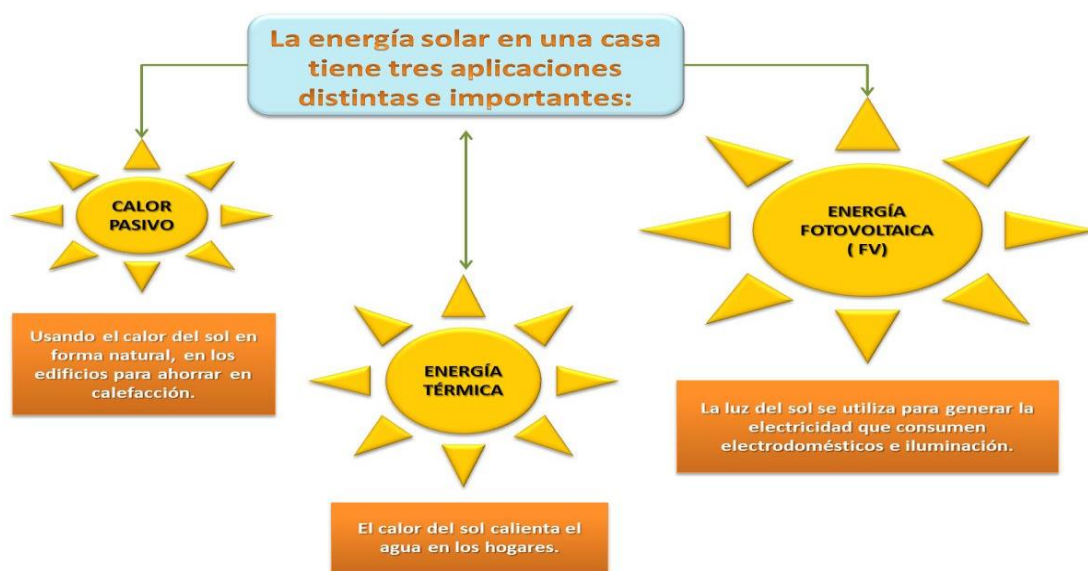 La energía solar en una casa
tiene tres aplicaciones
distintas e importantes:
CALOR
PASIVO
Usando el calor del sol en
forma natural, en los
edificios para ahorrar en
calefacción.
ENERGÍA
TÉRMICA
El calor del sol calienta el
agua en los hogares.
ENERGÍA
FOTOVOLTAICA
( FV)
La luz del sol se utiliza para generar la
electricidad que consumen
electrodomésticos e iluminación.